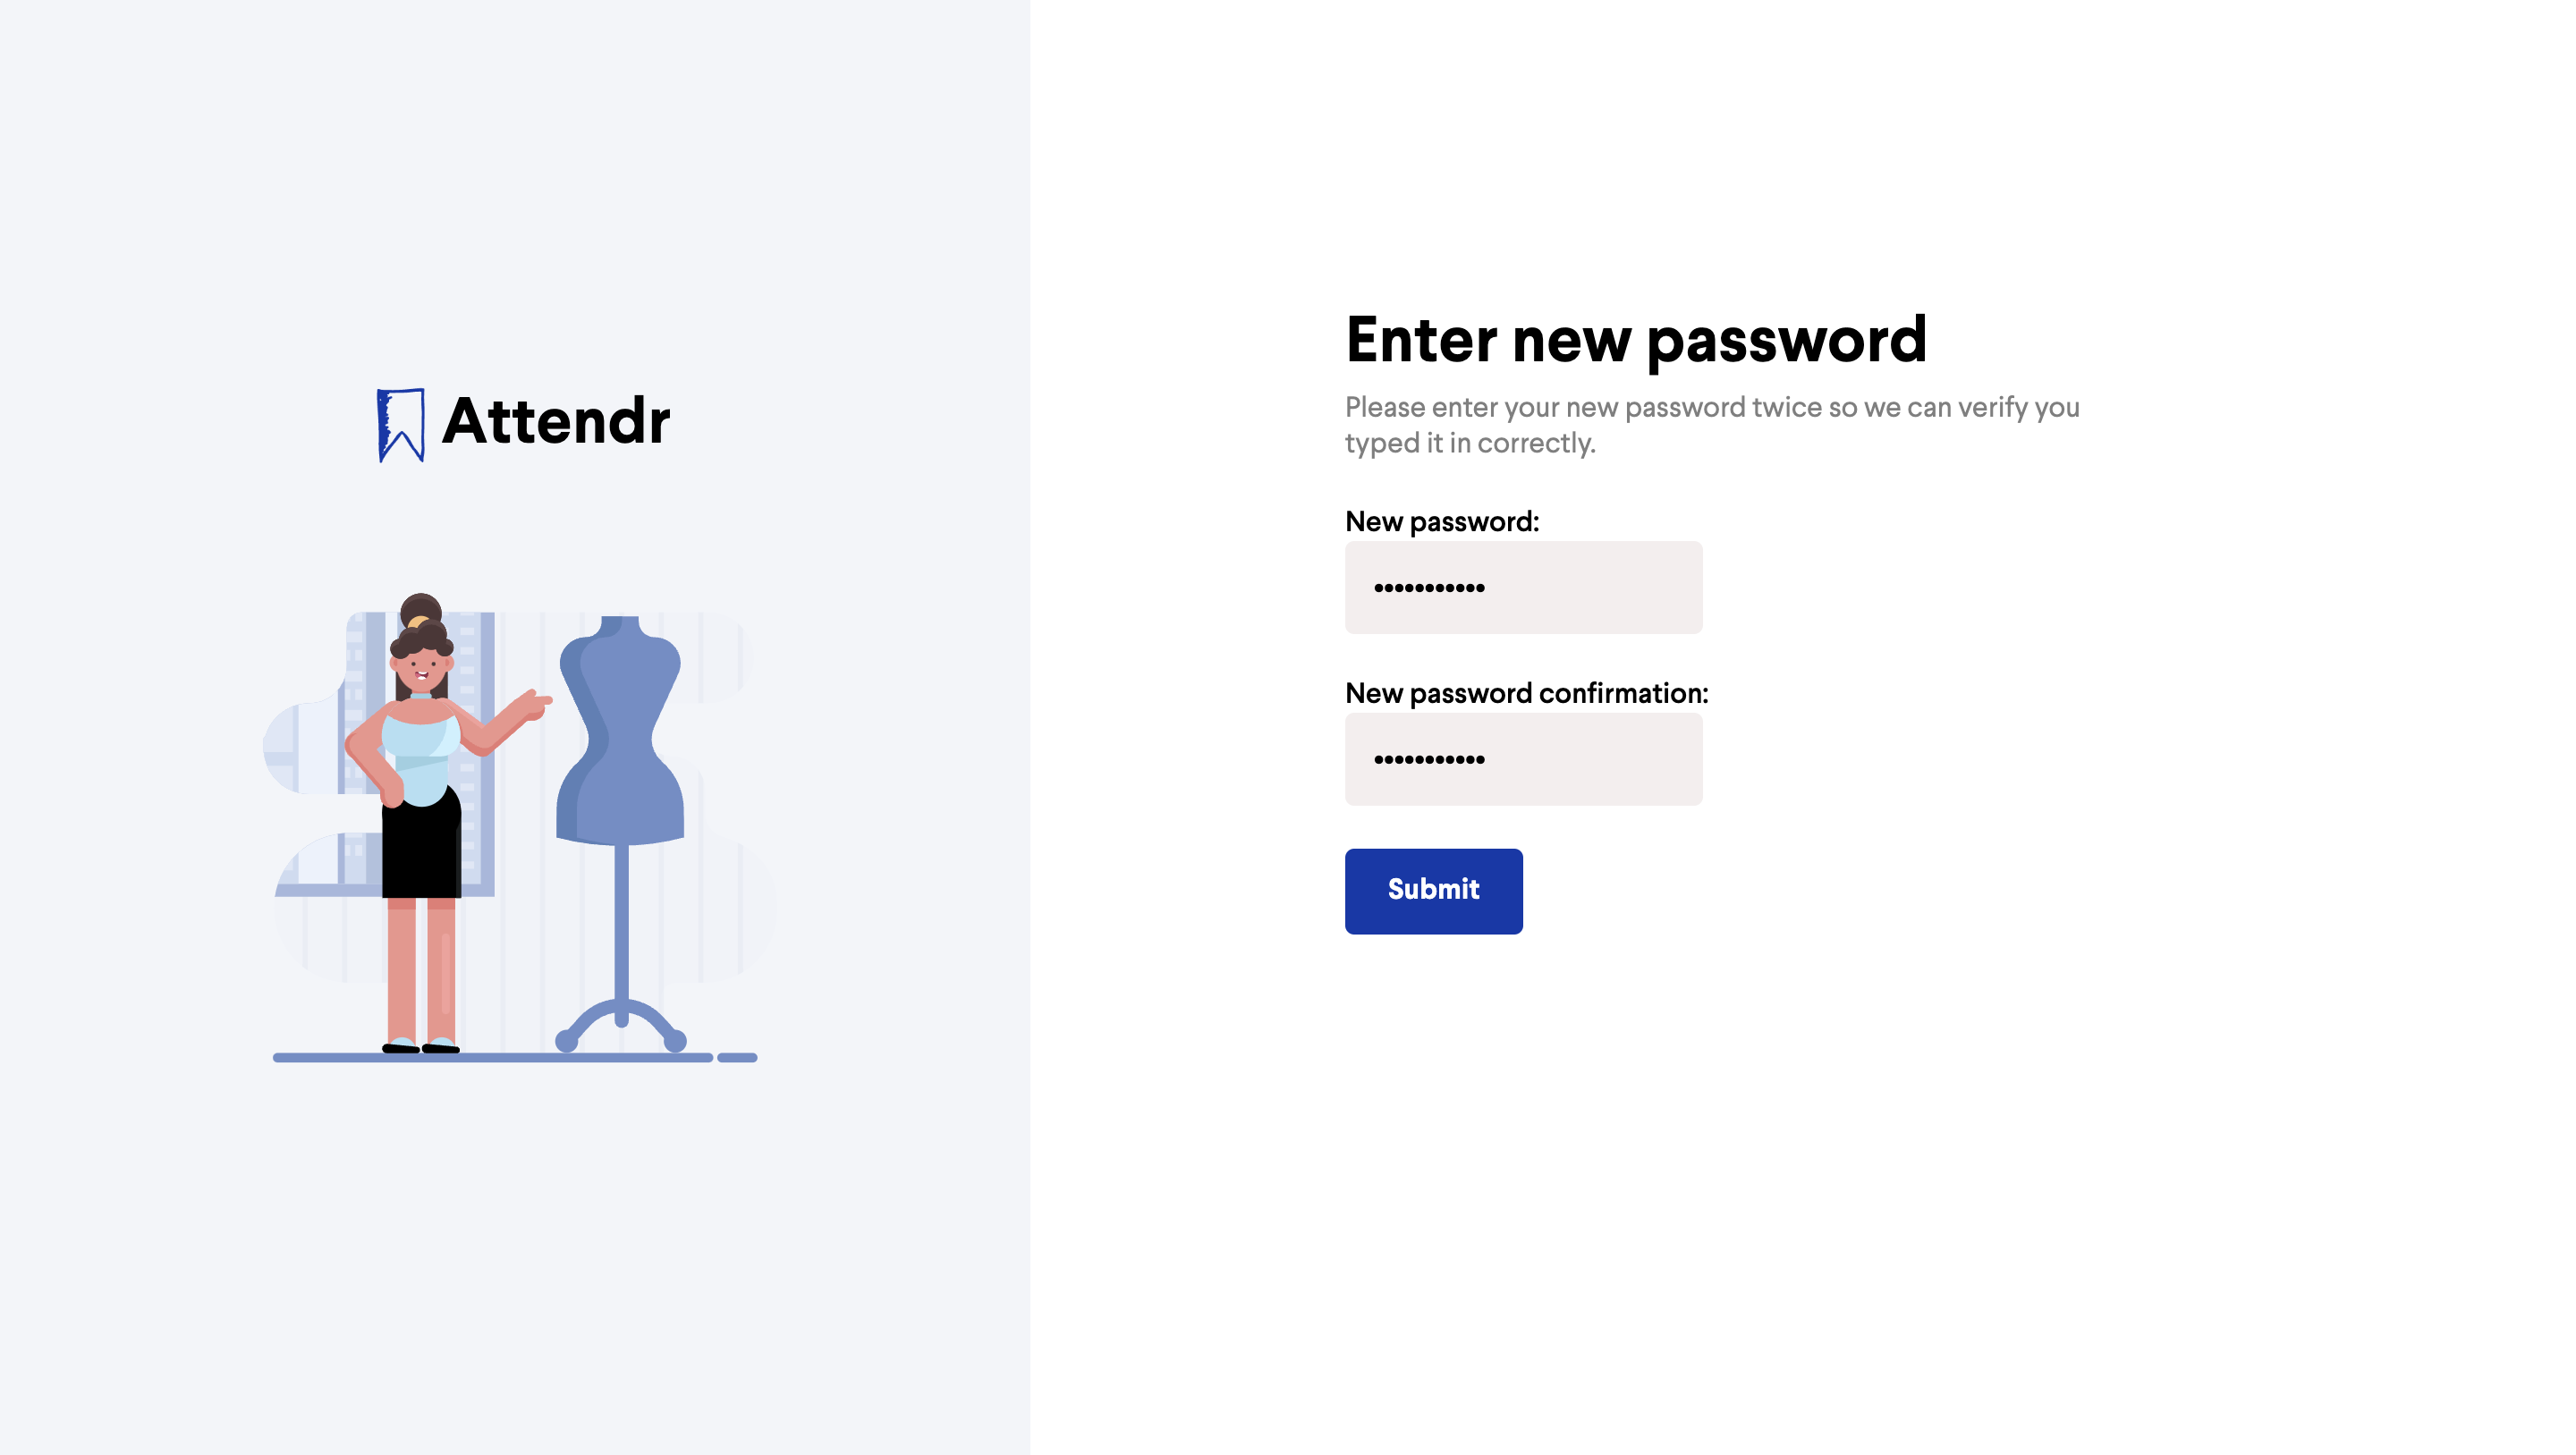 Attendr
Enter new password
Please enter your new password twice so we can verify you
typed it in correctly.
New password:
•••••••••••
New password confirmation:
•••••••••••
Submit